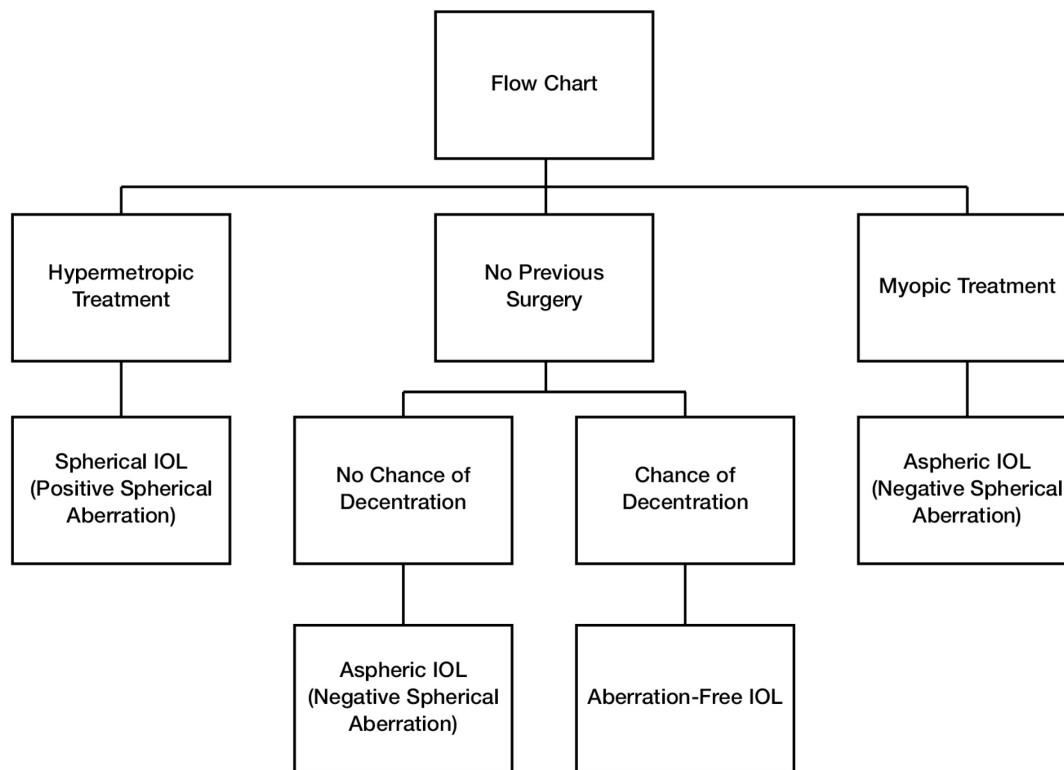 Flow Chart
Hypermetropic
Treatment
No Previous
Surgery
Myopic Treatment
Spherical IOL
(Positive Spherical
Aberration)
No Chance of
Decentration
Chance of
Decentration
Aspheric IOL
(Negative Spherical
Aberration)
Aspheric IOL
(Negative Spherical
Aberration)
Aberration-Free IOL